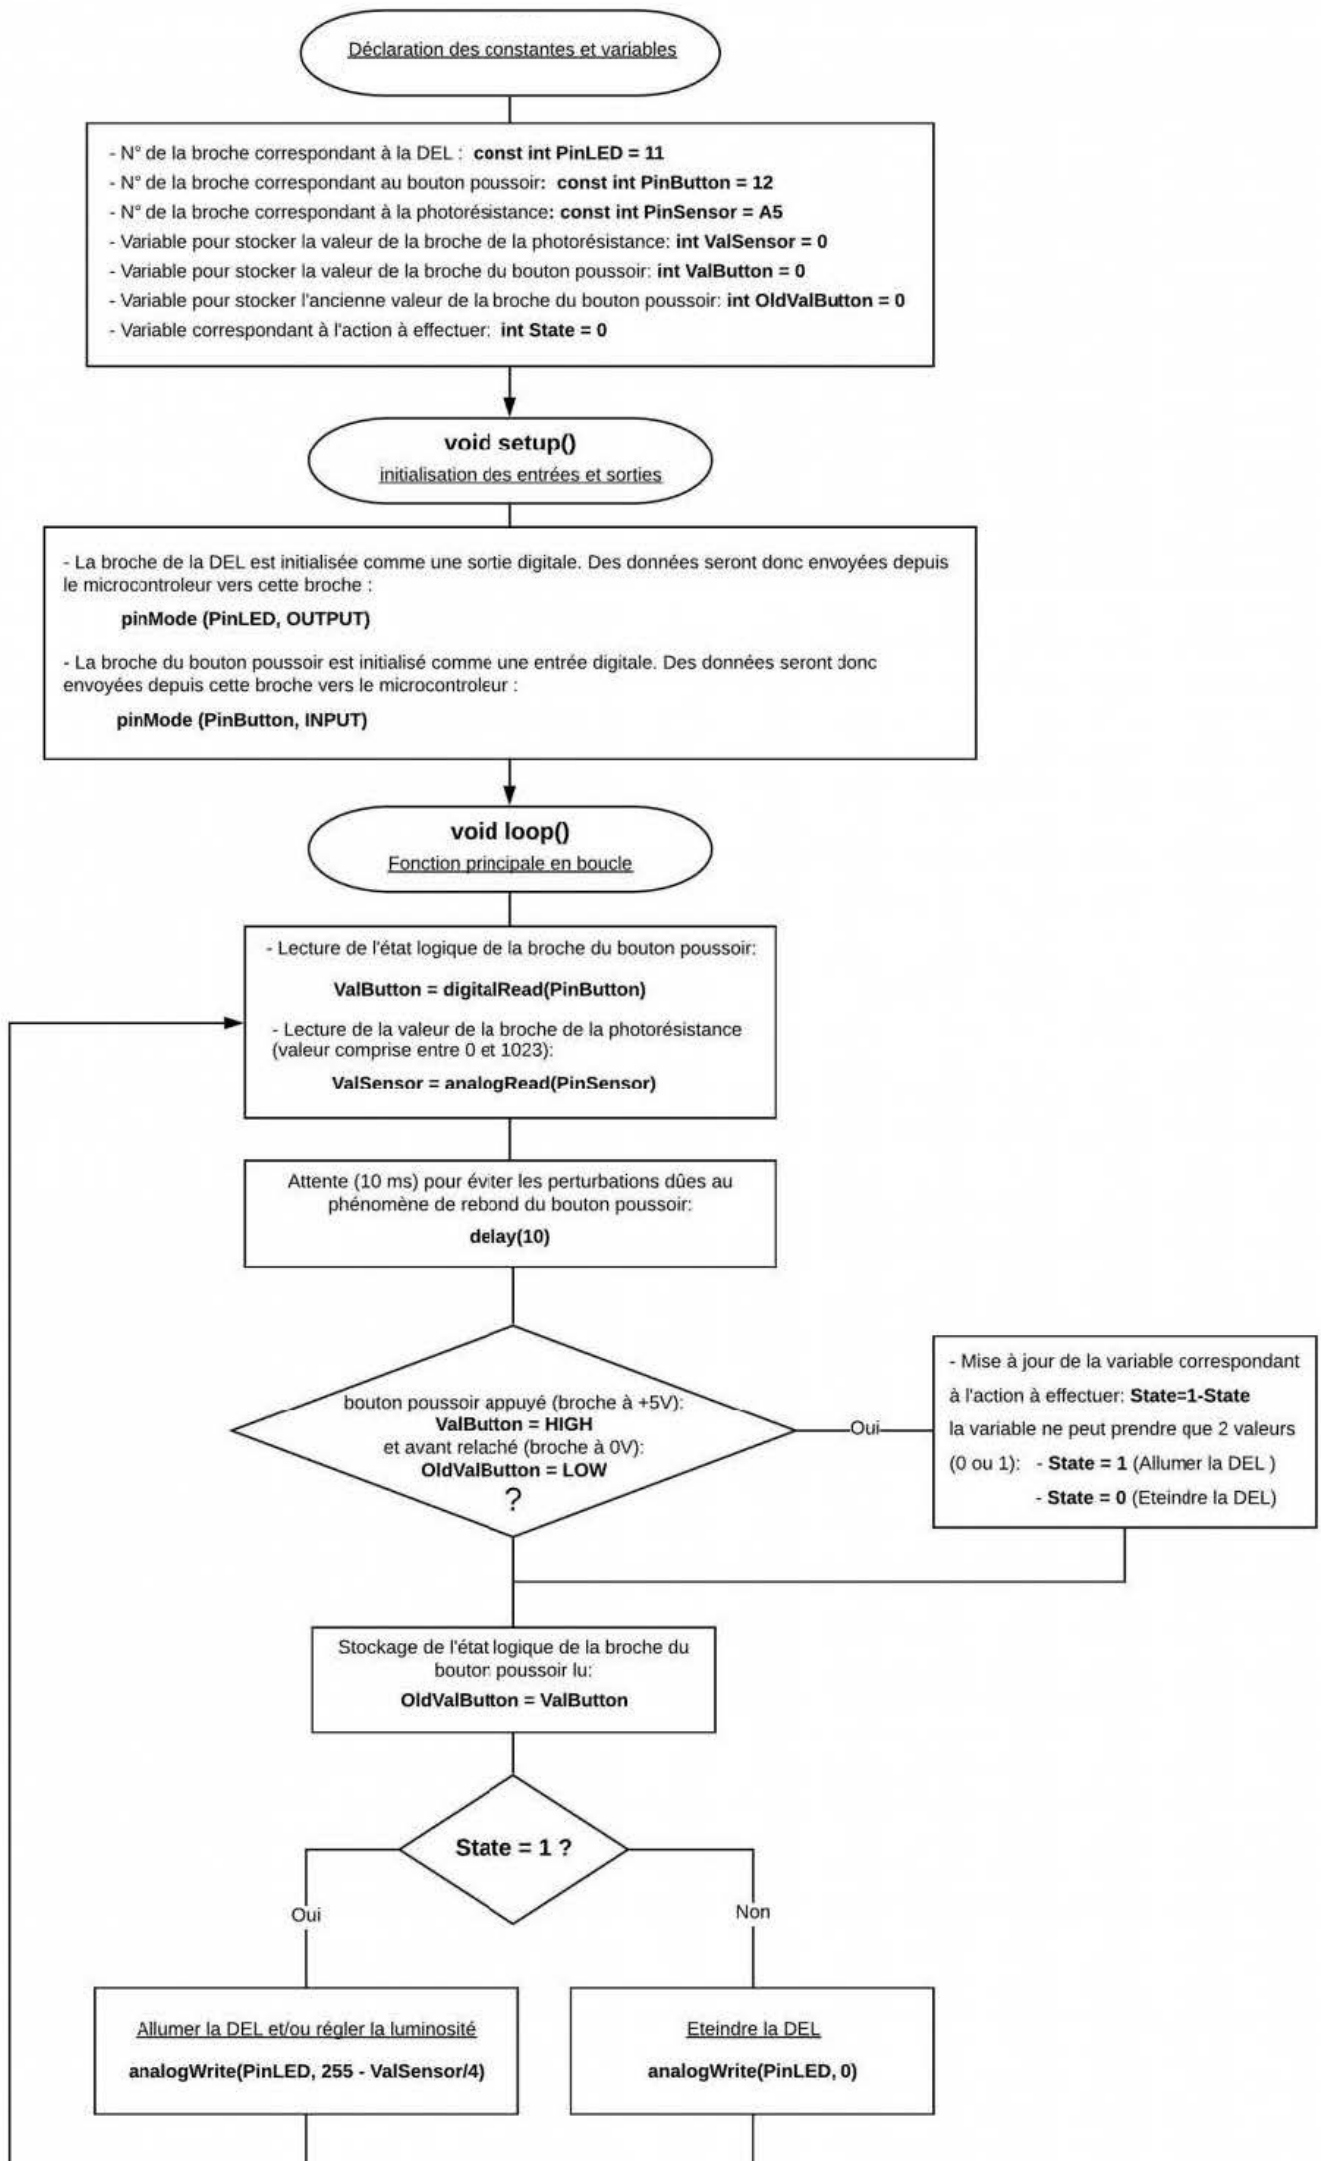 Déclaration des constantes et variables
- N° de la broche correspondant à la DEL : const int PinLED = 11
- N° de la broche correspondant au bouton poussoir: const int PinButton = 12
- N° de la broche correspondant à la photorésistance: const int PinSensor = A5
- Variable pour stocker la valeur de la broche de la photorésistance: int ValSensor = 0
- Variable pour stocker la valeur de la broche du bouton poussoir: int ValButton = 0
- Variable pour stocker l'ancienne valeur de la broche du bouton poussoir: int OldValButton = 0
- Variable correspondant à l'action à effectuer: int State = 0
void setup()
initialisation des entrées et sorties
- La broche de la DEL est initialisée comme une sortie digitale. Des données seront donc envoyées depuis
le microcontroleur vers cette broche :
pinMode (PinLED, OUTPUT)
- La broche du bouton poussoir est initialisé comme une entrée digitale. Des données seront donc
envoyées depuis cette broche vers le microcontroleur :
pinMode (PinButton, INPUT)
void loop()
Fonction principale en boucle
- Lecture de l'état logique de la broche du bouton poussoir:
ValButton = digitalRead(PinButton)
- Lecture de la valeur de la broche de la photorésistance
(valeur comprise entre 0 et 1023):
ValSensor = analogRead(PinSensor)
Attente (10 ms) pour éviter les perturbations dûes au
phénomène de rebond du bouton poussoir:
delay(10)
bouton poussoir appuyé (broche à +5V):
ValButton = HIGH
et avant relaché (broche à 0V):
OldValButton = LOW
?
Oui
- Mise à jour de la variable correspondant
à l'action à effectuer: State=1-State
la variable ne peut prendre que 2 valeurs
(0 ou 1): - State = 1 (Allumer la DEL )
- State = 0 (Eteindre la DEL)
Stockage de l'état logique de la broche du
bouton poussoir lu:
OldValButton = ValButton
State = 1 ?
Oui
Non
Allumer la DEL et/ou régler la luminosité
analogWrite(PinLED, 255 - ValSensor/4)
Eteindre la DEL
analogWrite(PinLED, 0)